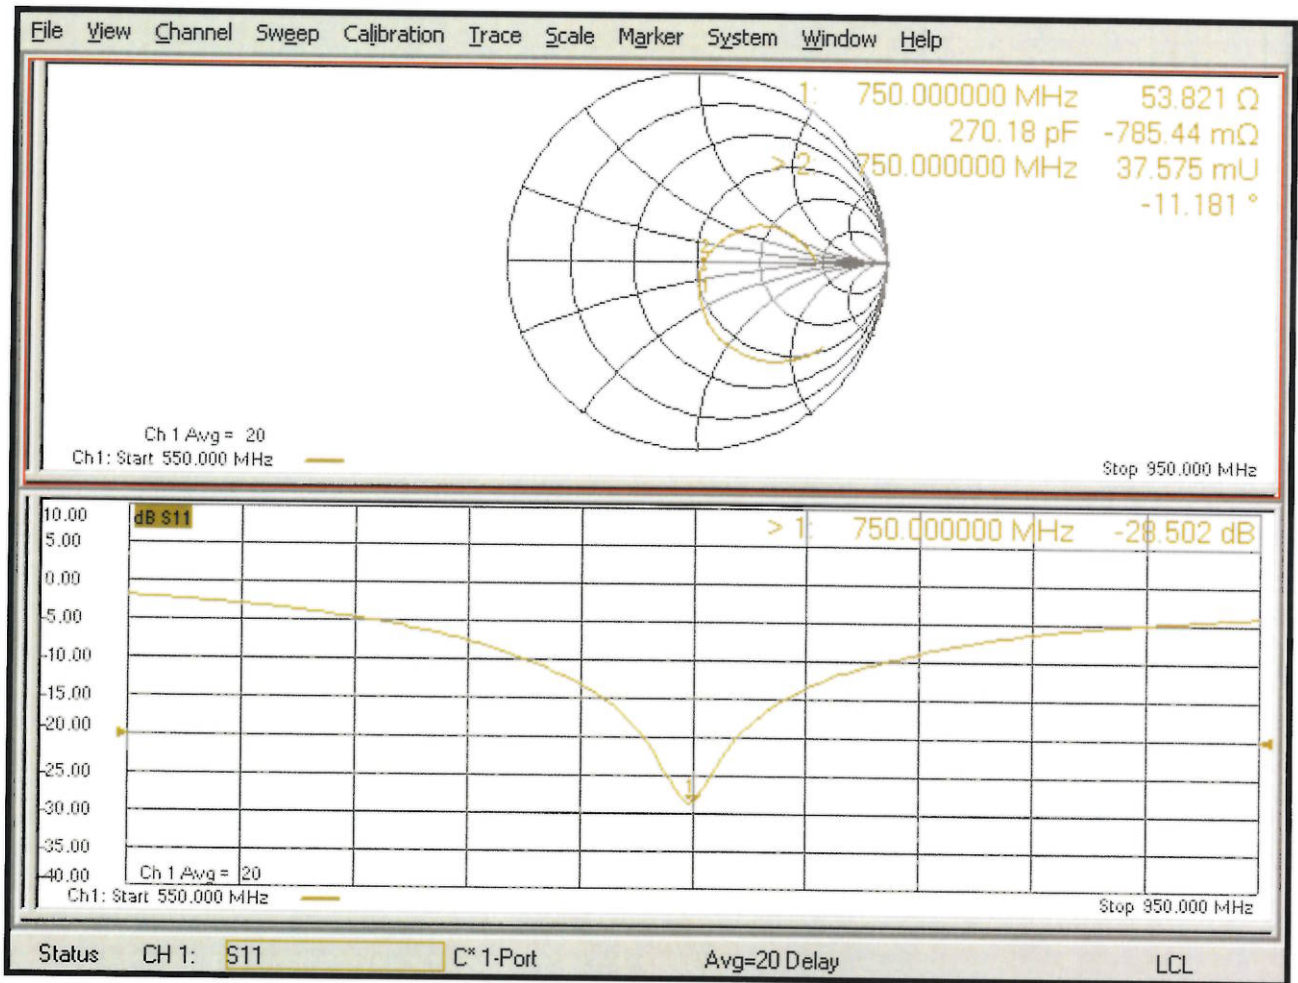 File View Channel Sweep Calibration Trace Scale Marker System Window Help
1: 750.000000 MHz 53.821 Ω
270.18 pF -785.44 mΩ
> 2: 750.000000 MHz 37.575 mU
-11.181 °
2
1
Ch 1 Avg = 20
Ch1: Start 550.000 MHz
Stop 950.000 MHz
10.00
dB S11
> 1: 750.000000 MHz -28.502 dB
5.00
0.00
-5.00
-10.00
-15.00
-20.00
-25.00
1
-30.00
-35.00
-40.00
Ch 1 Avg = 20
Ch1: Start 550.000 MHz
Stop 950.000 MHz
Status CH 1: S11 C* 1-Port Avg=20 Delay LCL